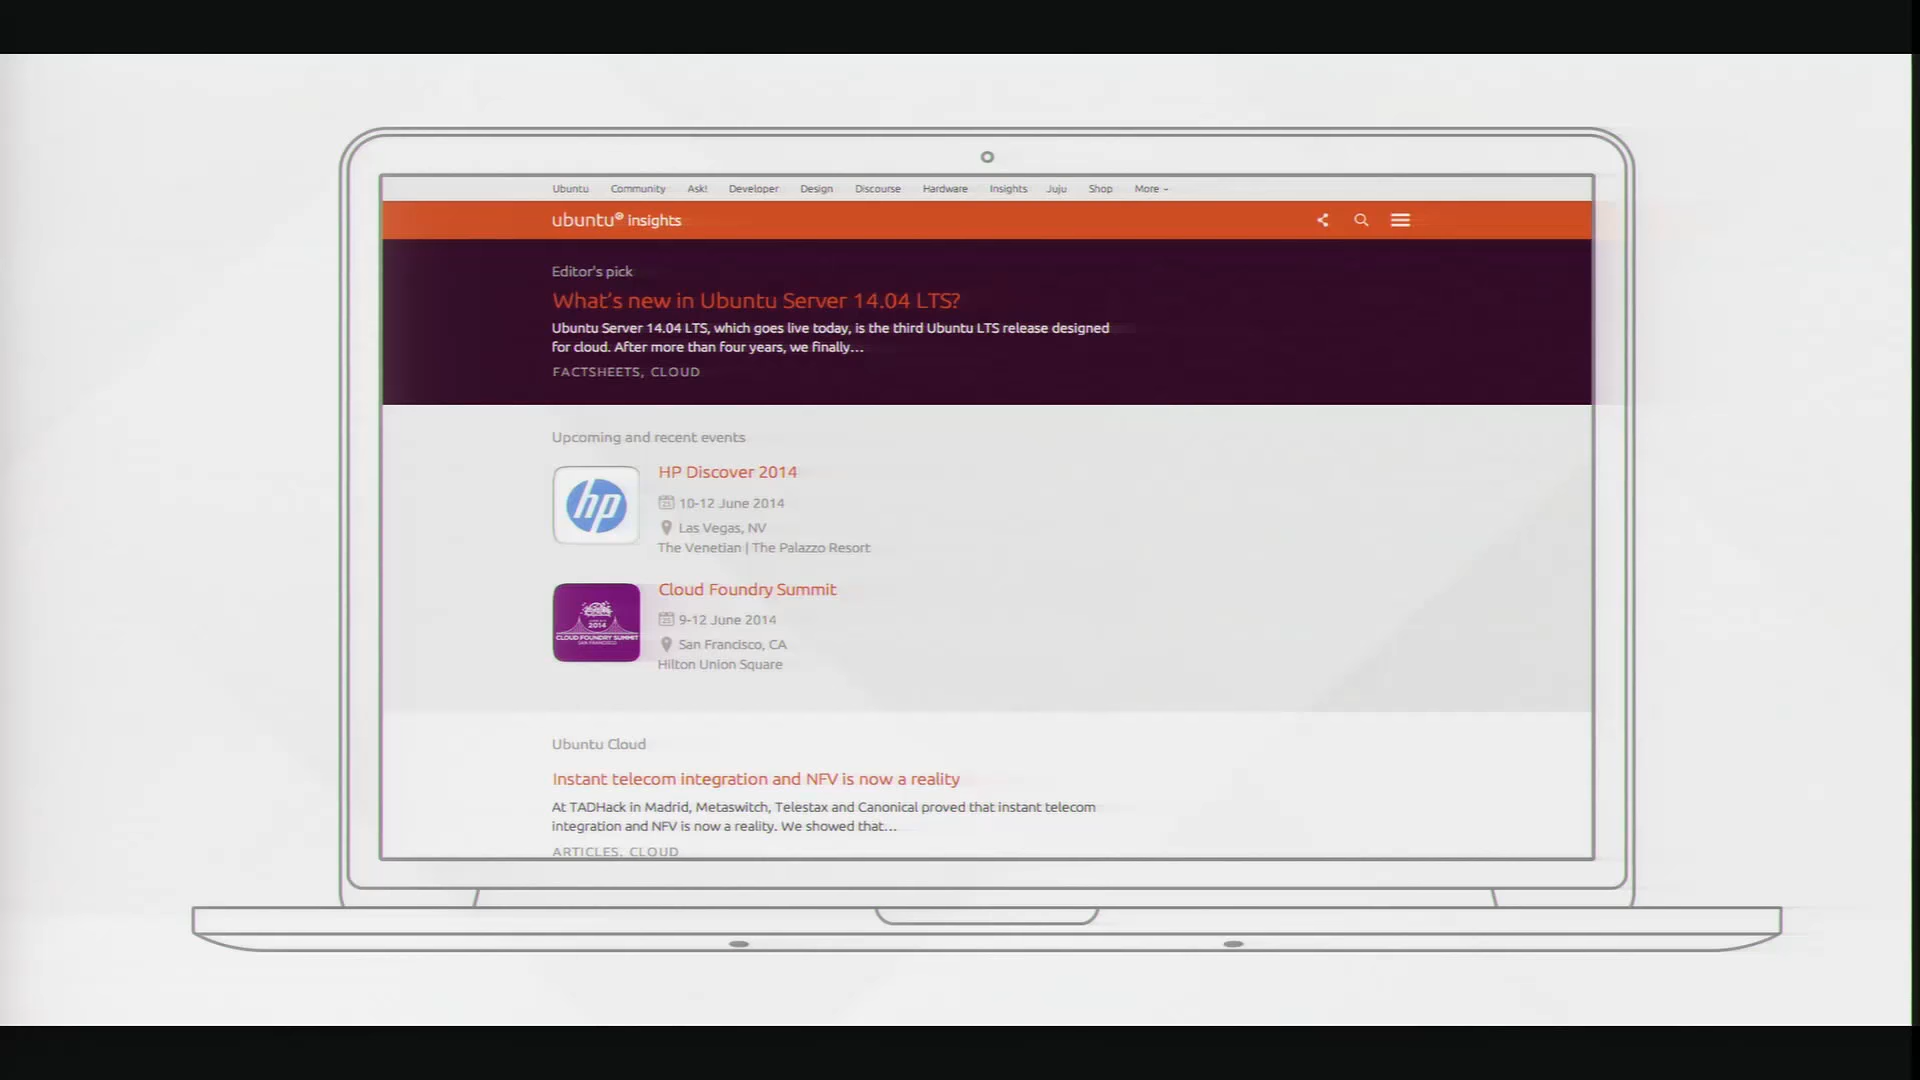 Ubuntu Community Ask! Developer Design Discourse Hardware Insights Juju Shop More
ubuntu® insights
Editor's pick
What's new in Ubuntu Server 14.04 LTS?
Ubuntu Server 14.04 LTS, which goes live today, is the third Ubuntu LTS release designed
for cloud. After more than four years, we finally...
FACTSHEETS, CLOUD
Upcoming and recent events
hp
HP Discover 2014
10-12 June 2014
Las Vegas, NV
The Venetian | The Palazzo Resort
2014
CLOUD FOUNDRY SUMMIT
SAN FRANCISCO
Cloud Foundry Summit
9-12 June 2014
San Francisco, CA
Hilton Union Square
Ubuntu Cloud
Instant telecom integration and NFV is now a reality
At TADHack in Madrid, Metaswitch, Telestax and Canonical proved that instant telecom
integration and NFV is now a reality. We showed that...
ARTICLES, CLOUD